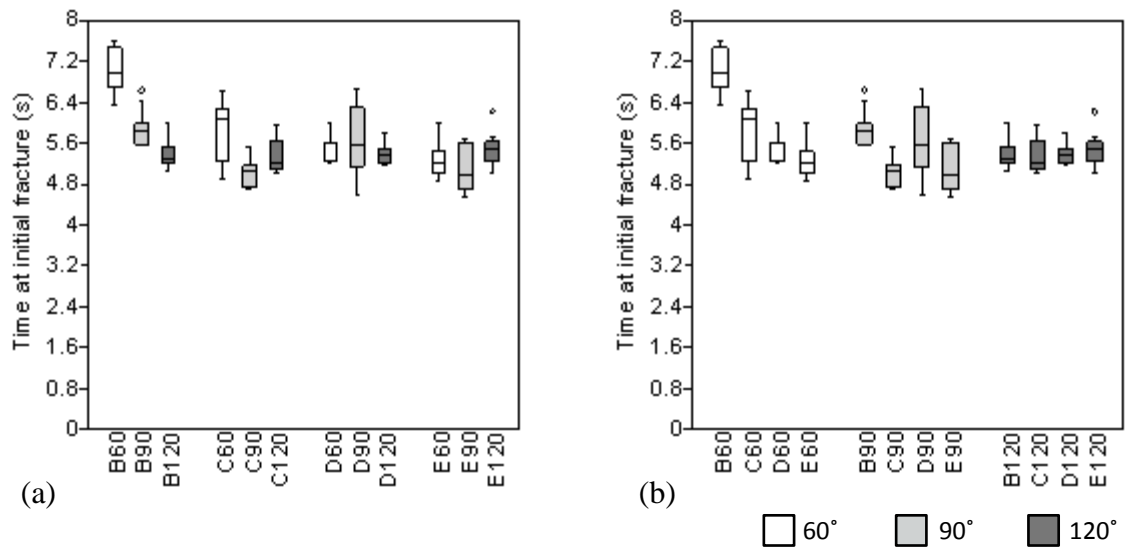 Time at initial fracture (s)
8
7.2
6.4
5.6
4.8
4
3.2
2.4
1.6
0.8
0
B60
B90
B120
C60
C90
C120
D60
D90
D120
E60
E90
E120
(a)
Time at initial fracture (s)
8
7.2
6.4
5.6
4.8
4
3.2
2.4
1.6
0.8
0
B60
C60
D60
E60
B90
C90
D90
E90
B120
C120
D120
E120
(b)
60° 90° 120°